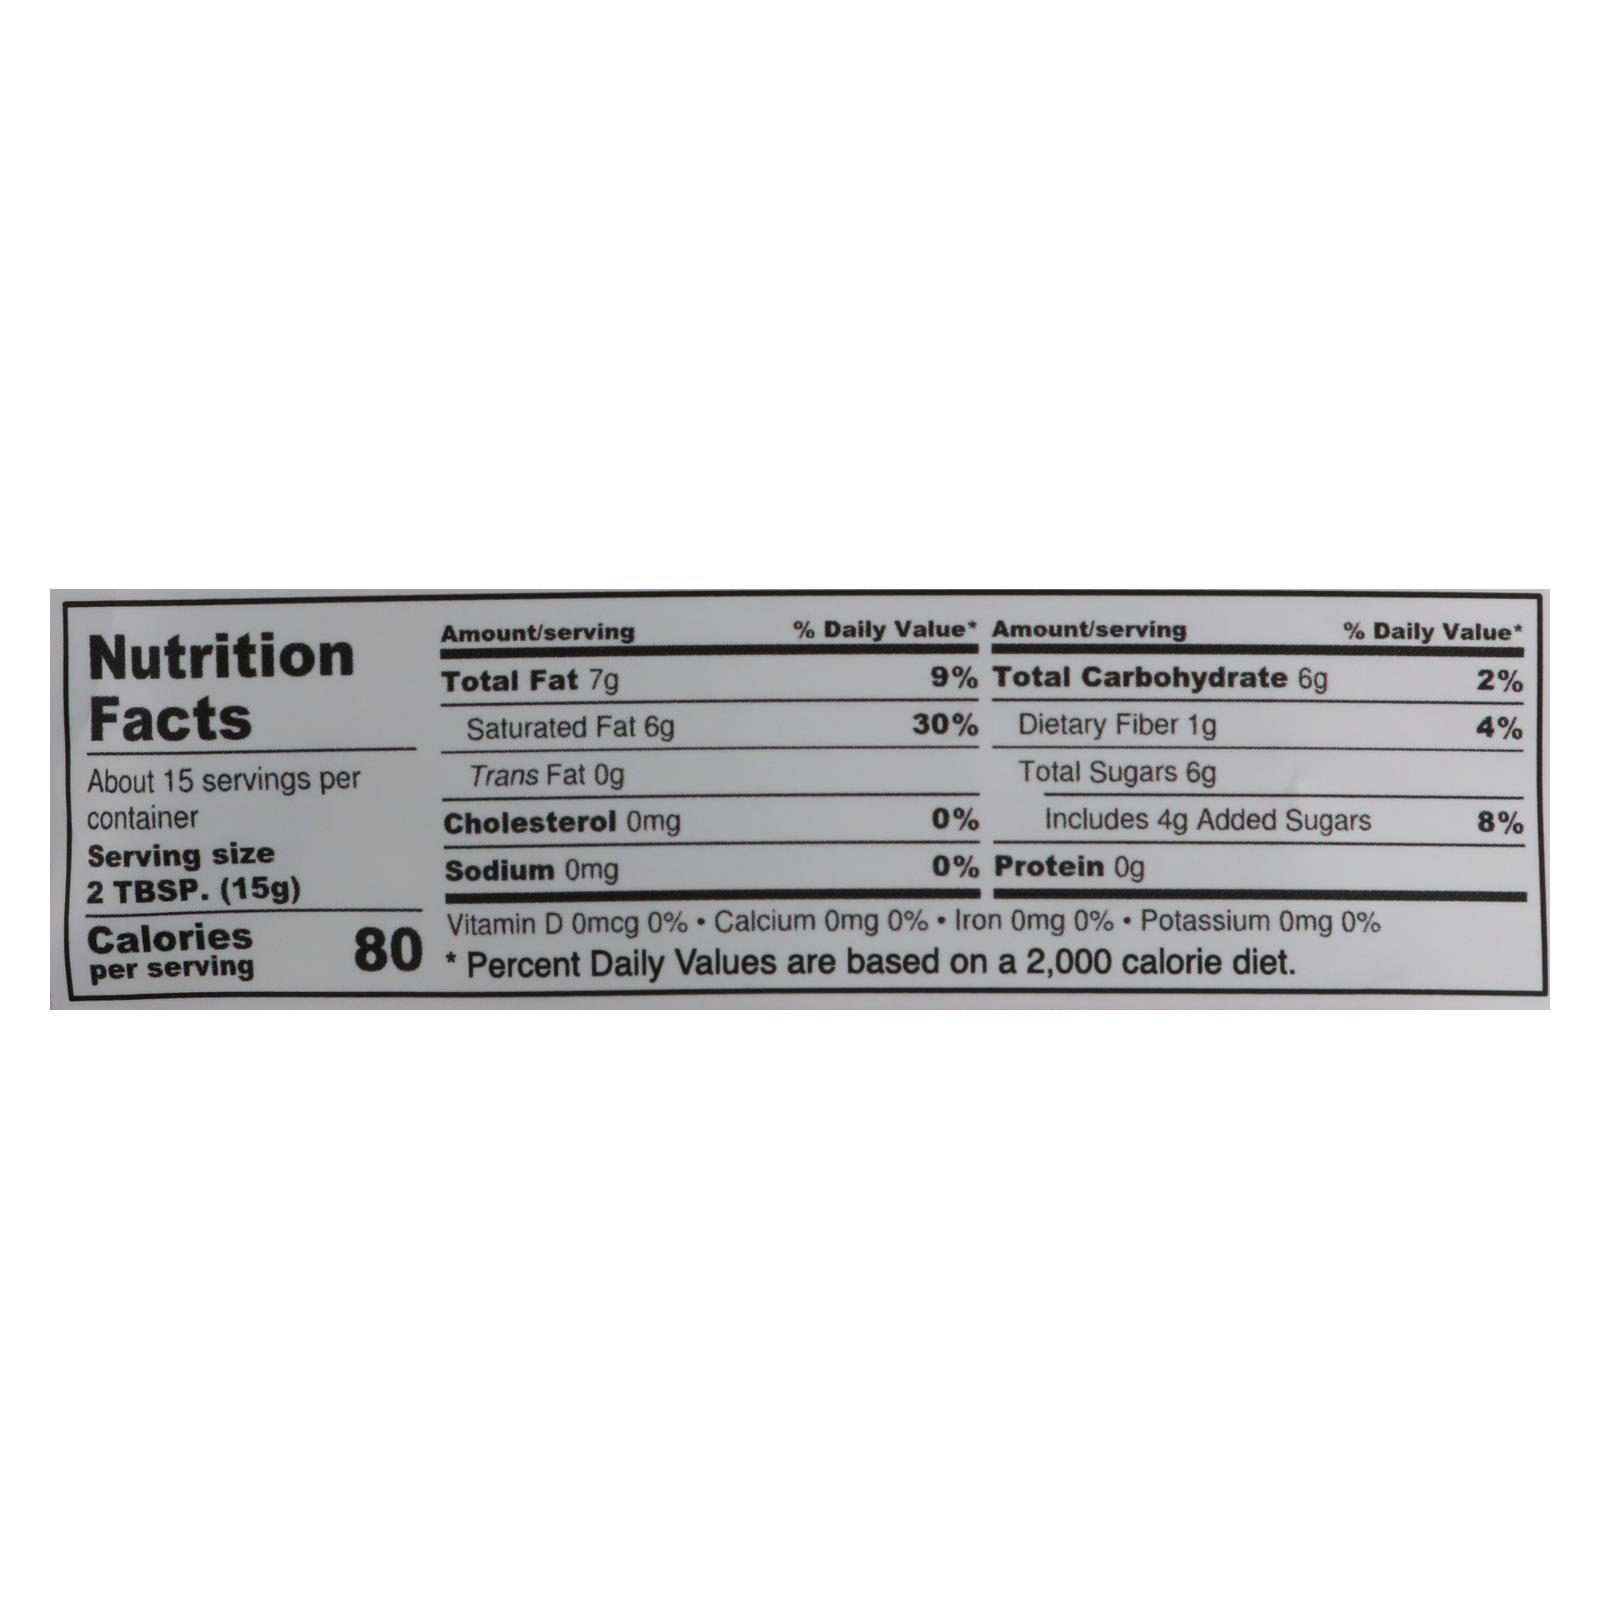 Nutrition
Facts
About 15 servings per
container
Serving size
2 TBSP. (15g)
Calories
per serving
80
Amount/serving % Daily Value*
Total Fat 7g 9%
Saturated Fat 6g 30%
Trans Fat 0g
Cholesterol 0mg 0%
Sodium 0mg 0%
Amount/serving % Daily Value*
Total Carbohydrate 6g 2%
Dietary Fiber 1g 4%
Total Sugars 6g
Includes 4g Added Sugars 8%
Protein 0g
Vitamin D 0mcg 0% • Calcium 0mg 0% • Iron 0mg 0% • Potassium 0mg 0%
* Percent Daily Values are based on a 2,000 calorie diet.